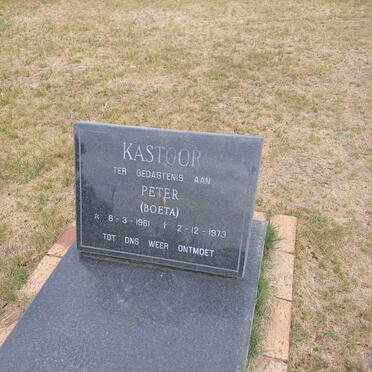 KASTOOR
TER GEDAGTENIS AAN
PETER
(BOETA)
* 8-3-1961 † 2-12-1973
TOT ONS WEER ONTMOET